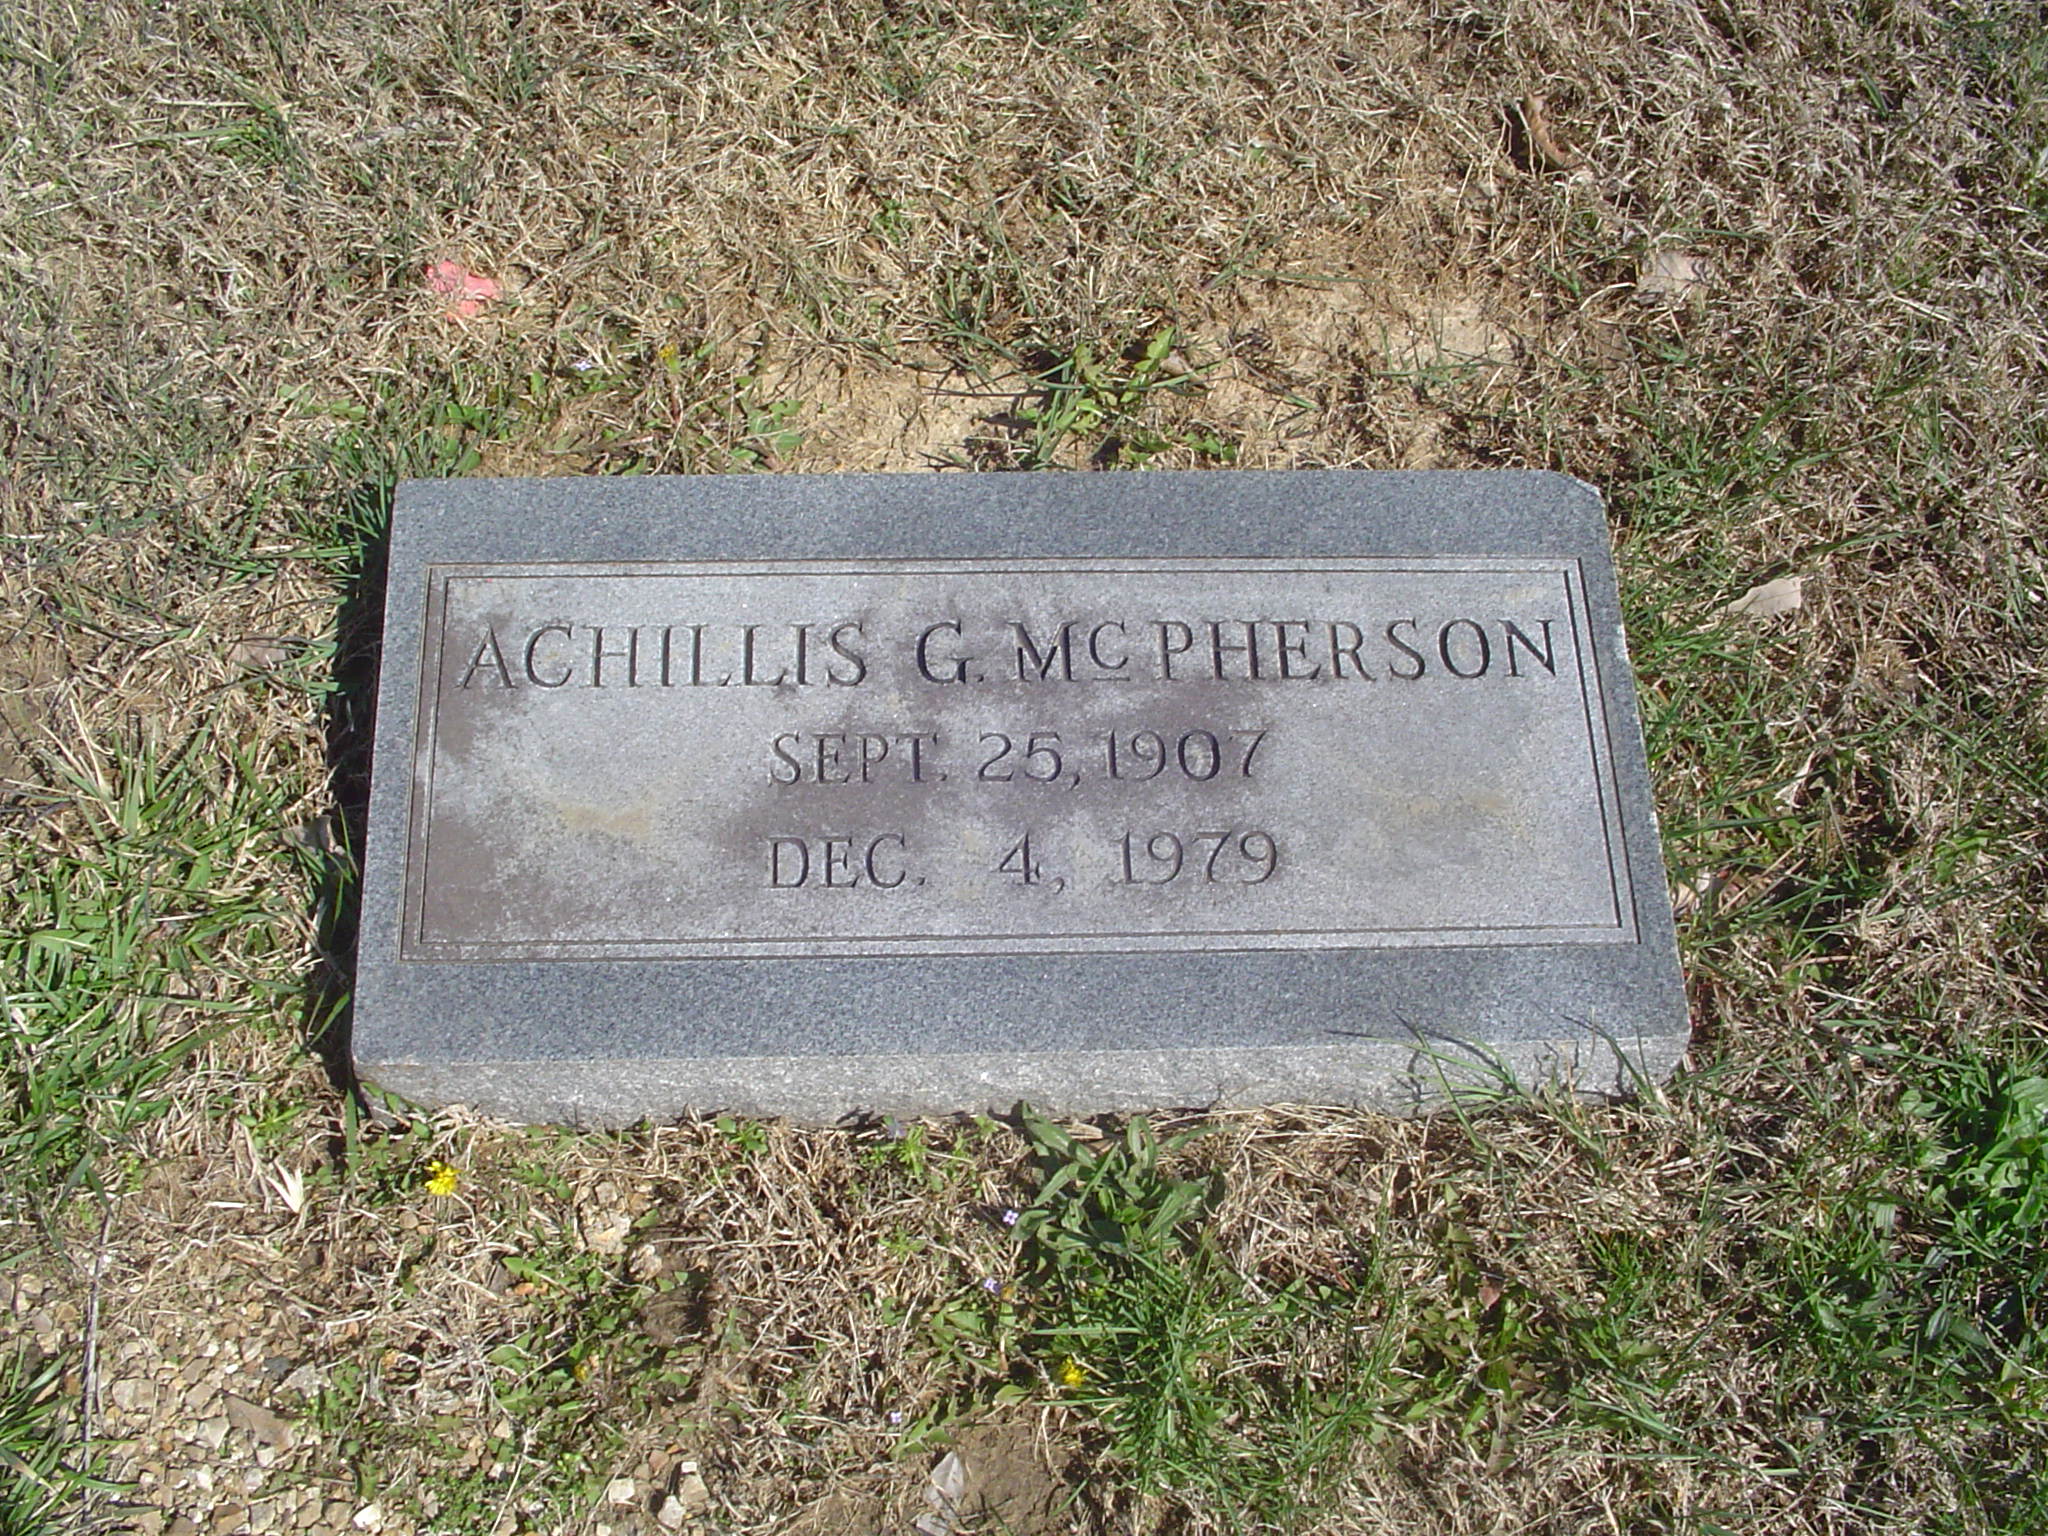 ACHILLIS G. McPHERSON
SEPT. 25, 1907
DEC. 4, 1979